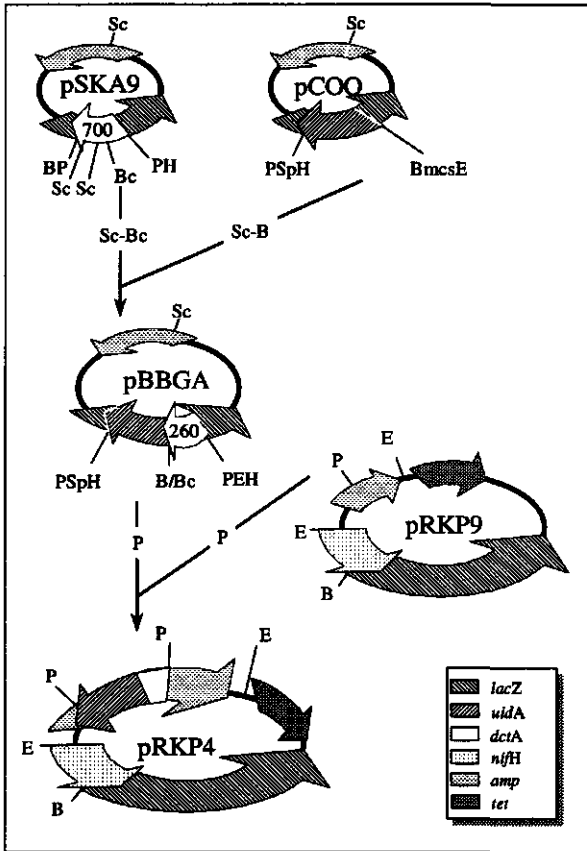 Sc
pSKA9
700
BP
Sc
Sc
Bc
PH
Sc
pCOO
PSpH
BmcsE
Sc-Bc
Sc-B
Sc
pBBGA
260
PSpH
B/Bc
PEH
P
P
E
P
pRKP9
E
B
P
E
P
pRKP4
E
B
lacZ
uidA
dctA
nifH
amp
tet